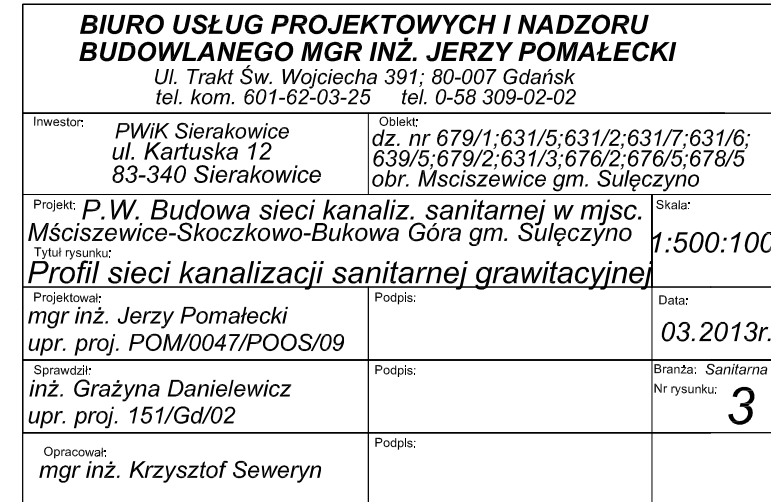 BIURO USŁUG PROJEKTOWYCH I NADZORU
BUDOWLANEGO MGR INŻ. JERZY POMAŁECKI
Ul. Trakt Św. Wojciecha 391; 80-007 Gdańsk
tel. kom. 601-62-03-25 tel. 0-58 309-02-02
Inwestor:
PWiK Sierakowice
ul. Kartuska 12
83-340 Sierakowice
Obiekt:
dz. nr 679/1;631/5;631/2;631/7;631/6;
639/5;679/2;631/3;676/2;676/5;678/5
obr. Msciszewice gm. Sulęczyno
Projekt: P.W. Budowa sieci kanaliz. sanitarnej w mjsc.
Mściszewice-Skoczkowo-Bukowa Góra gm. Sulęczyno
Skala:
1:500:100
Tytuł rysunku:
Profil sieci kanalizacji sanitarnej grawitacyjnej
Projektował:
mgr inż. Jerzy Pomałecki
upr. proj. POM/0047/POOS/09
Podpis:
Data:
03.2013r.
Sprawdził:
inż. Grażyna Danielewicz
upr. proj. 151/Gd/02
Podpis:
Branża: Sanitarna
Nr rysunku:
3
Opracował:
mgr inż. Krzysztof Seweryn
Podpis: